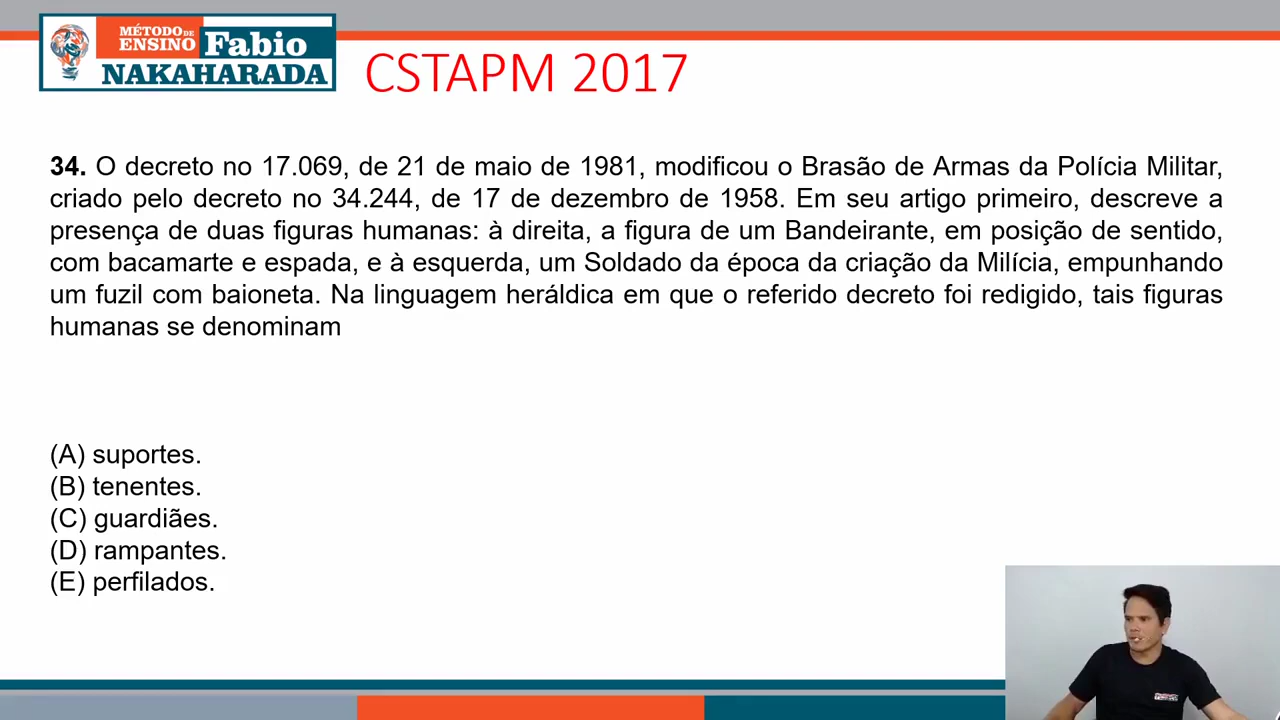 MÉTODO DE
ENSINO Fabio
NAKAHARADA
CSTAPM 2017
34. O decreto no 17.069, de 21 de maio de 1981, modificou o Brasão de Armas da Polícia Militar,
criado pelo decreto no 34.244, de 17 de dezembro de 1958. Em seu artigo primeiro, descreve a
presença de duas figuras humanas: à direita, a figura de um Bandeirante, em posição de sentido,
com bacamarte e espada, e à esquerda, um Soldado da época da criação da Milícia, empunhando
um fuzil com baioneta. Na linguagem heráldica em que o referido decreto foi redigido, tais figuras
humanas se denominam
(A) suportes.
(B) tenentes.
(C) guardiães.
(D) rampantes.
(E) perfilados.